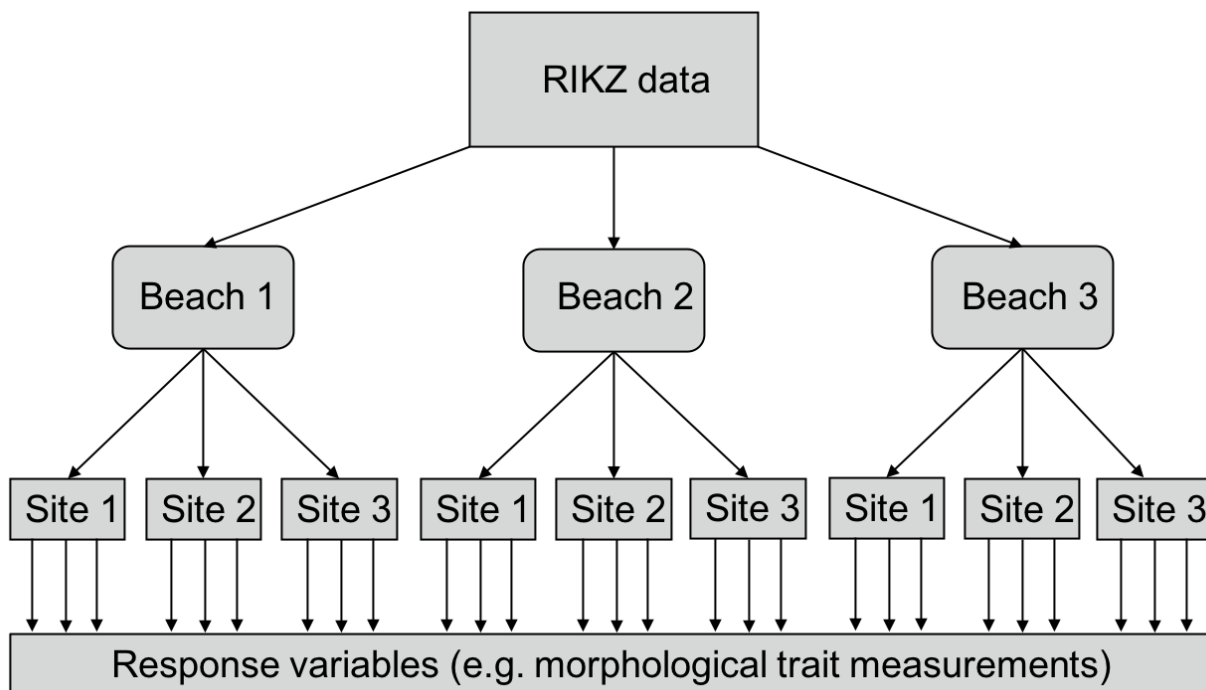 RIKZ data
Beach 1
Beach 2
Beach 3
Site 1
Site 2
Site 3
Site 1
Site 2
Site 3
Site 1
Site 2
Site 3
Response variables (e.g. morphological trait measurements)